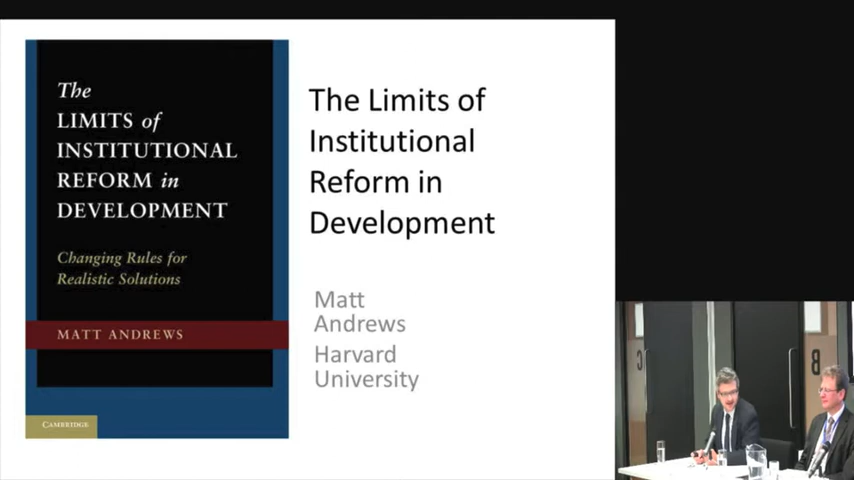 The
LIMITS of
INSTITUTIONAL
REFORM in
DEVELOPMENT
Changing Rules for
Realistic Solutions
MATT ANDREWS
CAMBRIDGE
The Limits of
Institutional
Reform in
Development
Matt
Andrews
Harvard
University
C
B